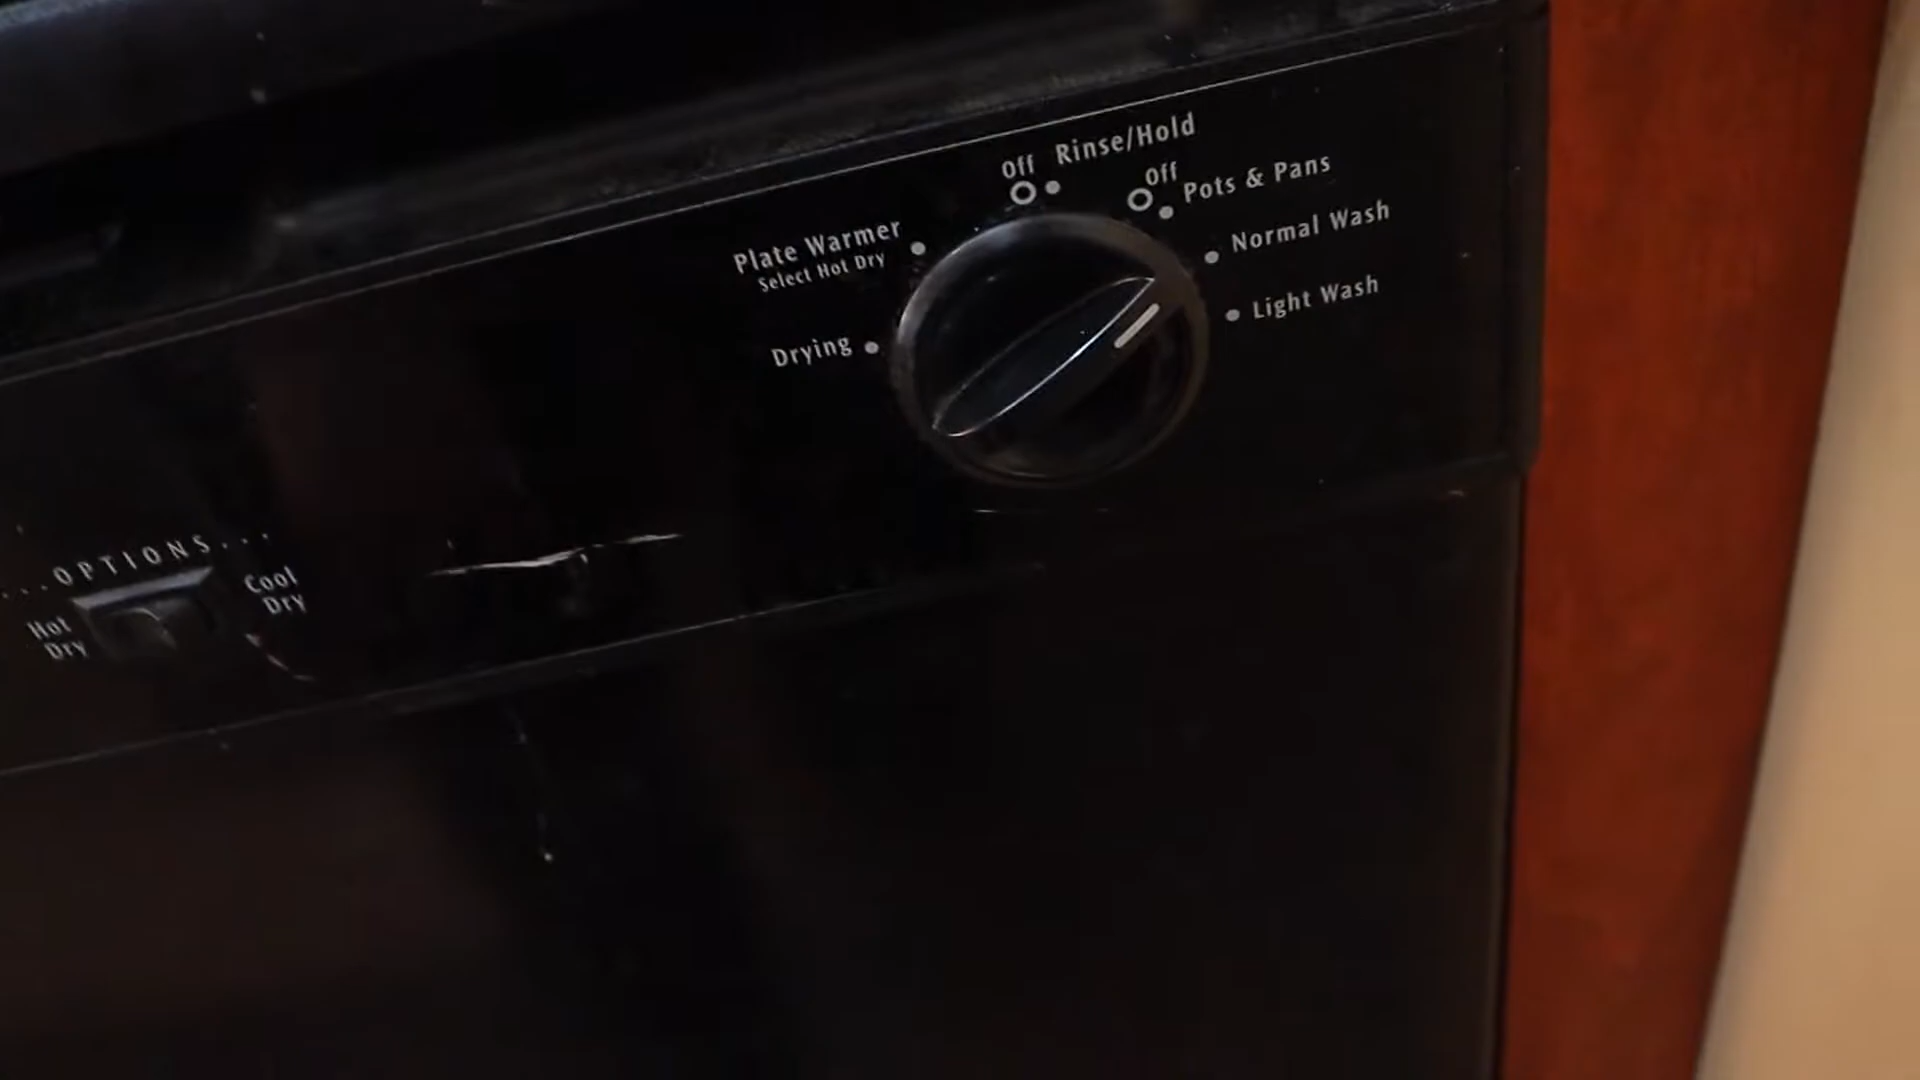 Off Rinse/Hold
Off Pots & Pans
Plate Warmer
Select Hot Dry
Normal Wash
Drying
Light Wash
...OPTIONS...
Hot
Dry
Cool
Dry